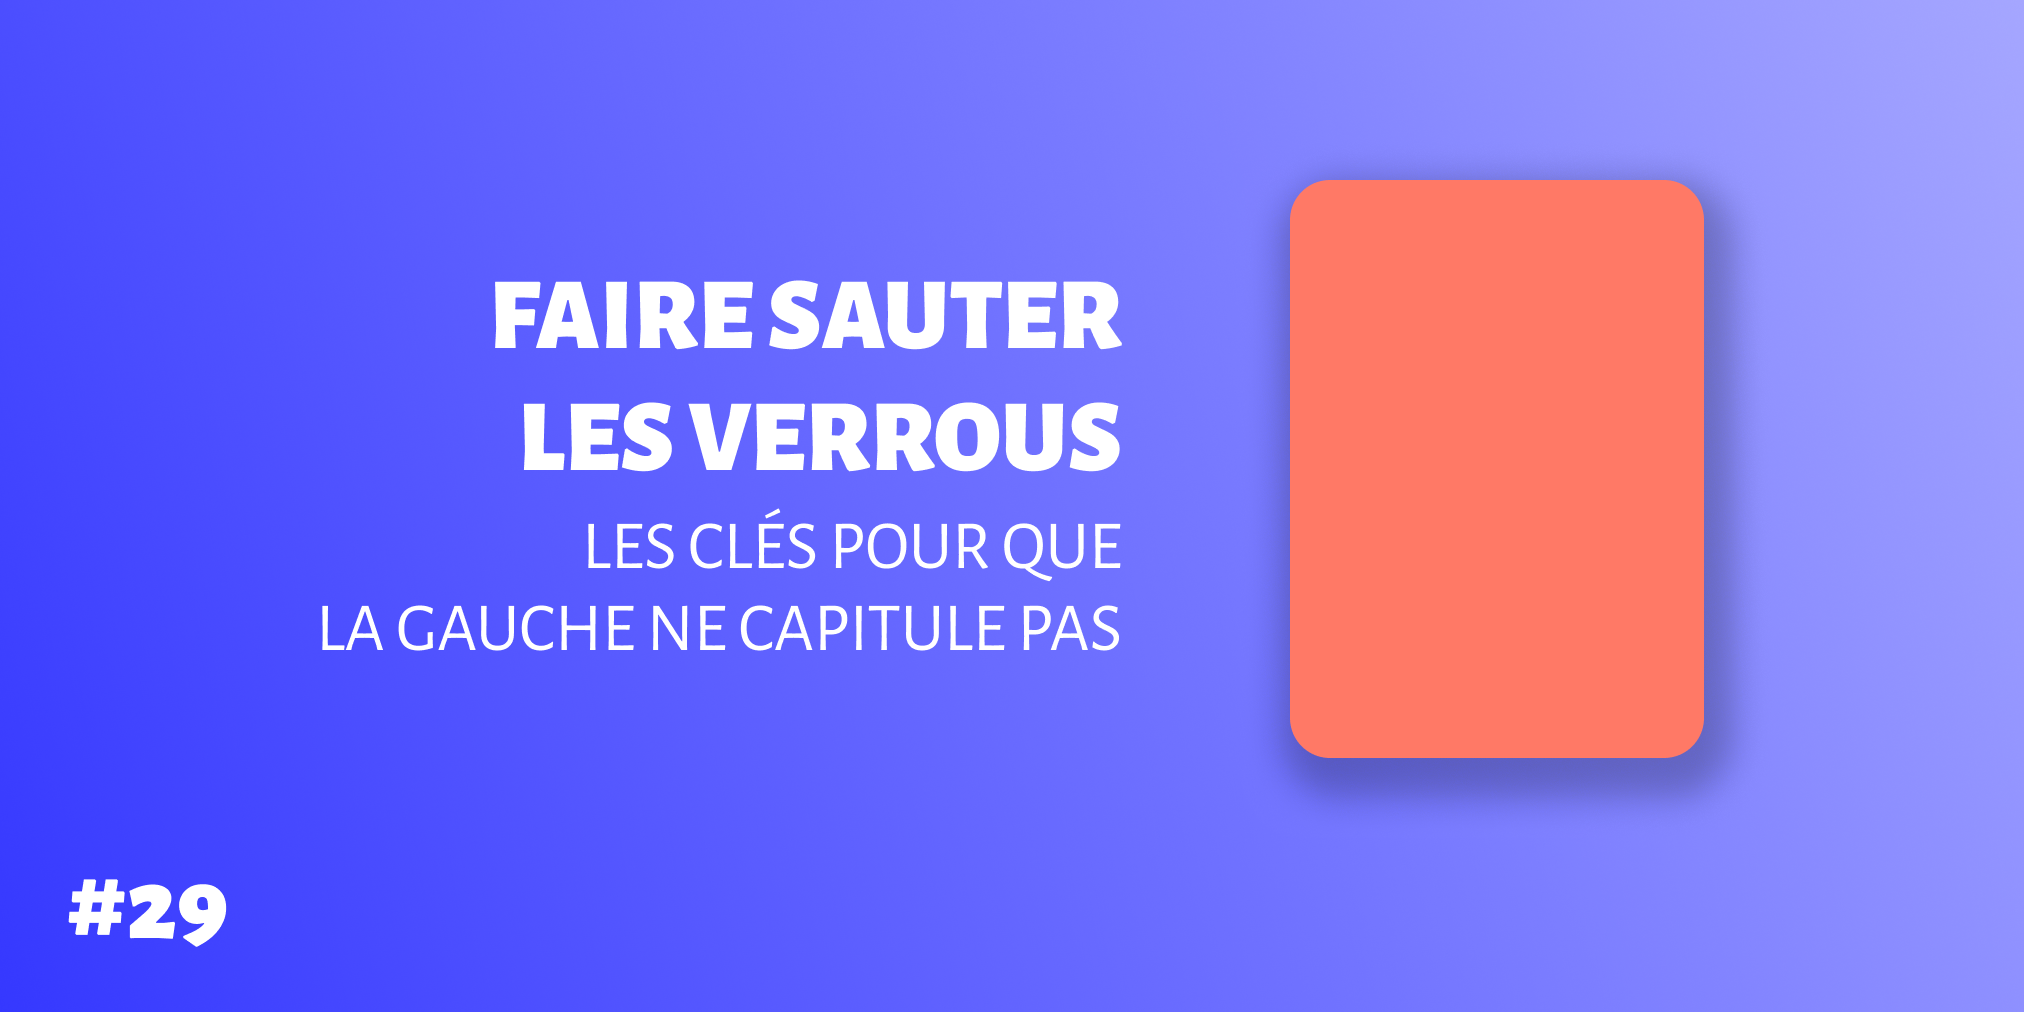 FAIRE SAUTER
LES VERROUS
LES CLÉS POUR QUE
LA GAUCHE NE CAPITULE PAS
#29